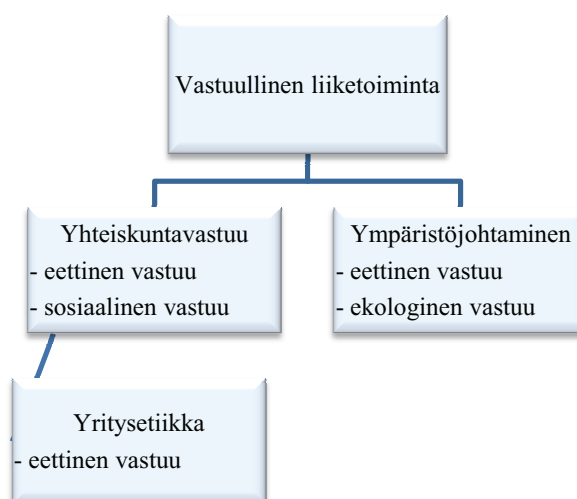 Vastuullinen liiketoiminta
Yhteiskuntavastuu
- eettinen vastuu
- sosiaalinen vastuu
Ympäristöjohtaminen
- eettinen vastuu
- ekologinen vastuu
Yritysetiikka
- eettinen vastuu